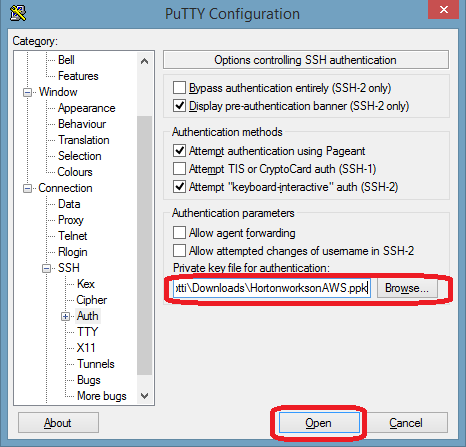 PuTTY Configuration
Category:
Bell
Features
Window
Appearance
Behaviour
Translation
Selection
Colours
Connection
Data
Proxy
Telnet
Rlogin
SSH
Kex
Cipher
Auth
TTY
X11
Tunnels
Bugs
More bugs
Options controlling SSH authentication
Bypass authentication entirely (SSH-2 only)
Display pre-authentication banner (SSH-2 only)
Authentication methods
Attempt authentication using Pageant
Attempt TIS or CryptoCard auth (SSH-1)
Attempt "keyboard-interactive" auth (SSH-2)
Authentication parameters
Allow agent forwarding
Allow attempted changes of username in SSH-2
Private key file for authentication:
otti\Downloads\HortonworksonAWS.ppk Browse...
About Open Cancel